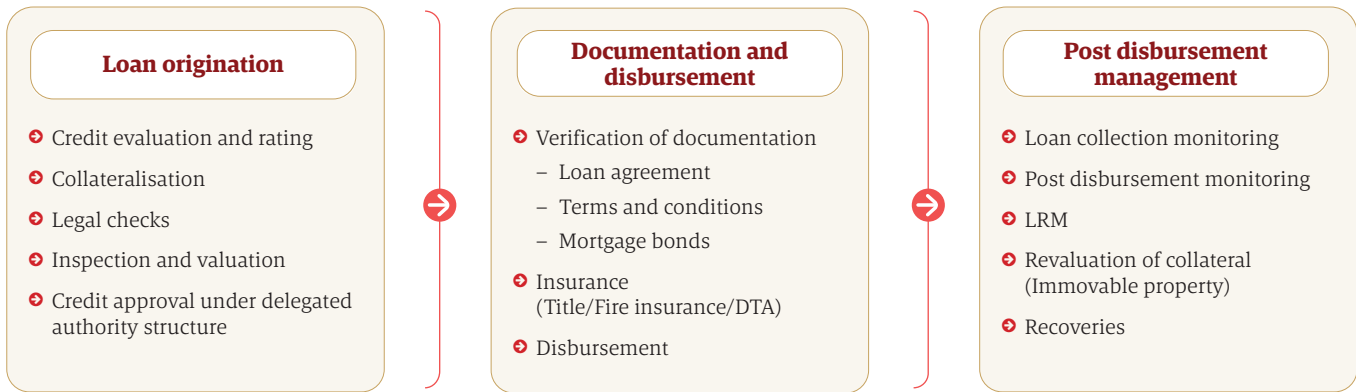 Loan origination
Credit evaluation and rating
Collateralisation
Legal checks
Inspection and valuation
Credit approval under delegated
authority structure
Documentation and
disbursement
Verification of documentation
– Loan agreement
– Terms and conditions
– Mortgage bonds
Insurance
(Title/Fire insurance/DTA)
Disbursement
Post disbursement
management
Loan collection monitoring
Post disbursement monitoring
LRM
Revaluation of collateral
(Immovable property)
Recoveries